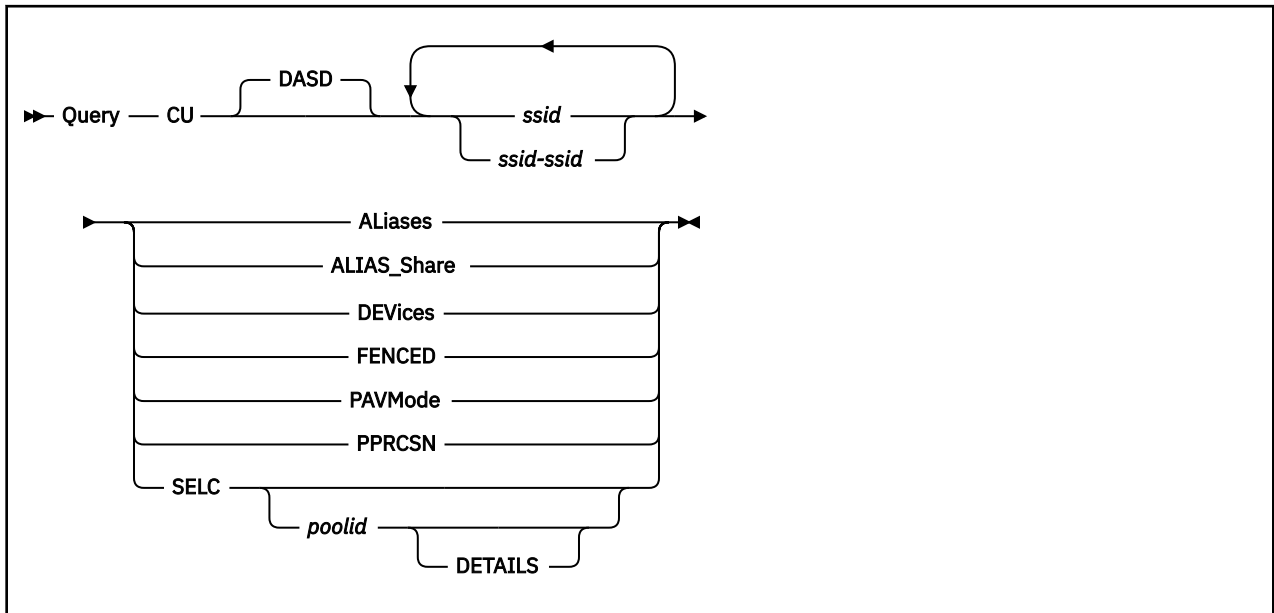 DASD
Query CU ssid
ssid-ssid
ALiases
ALIAS_Share
DEVices
FENCED
PAVMode
PPRCSN
SELC
poolid
DETAILS